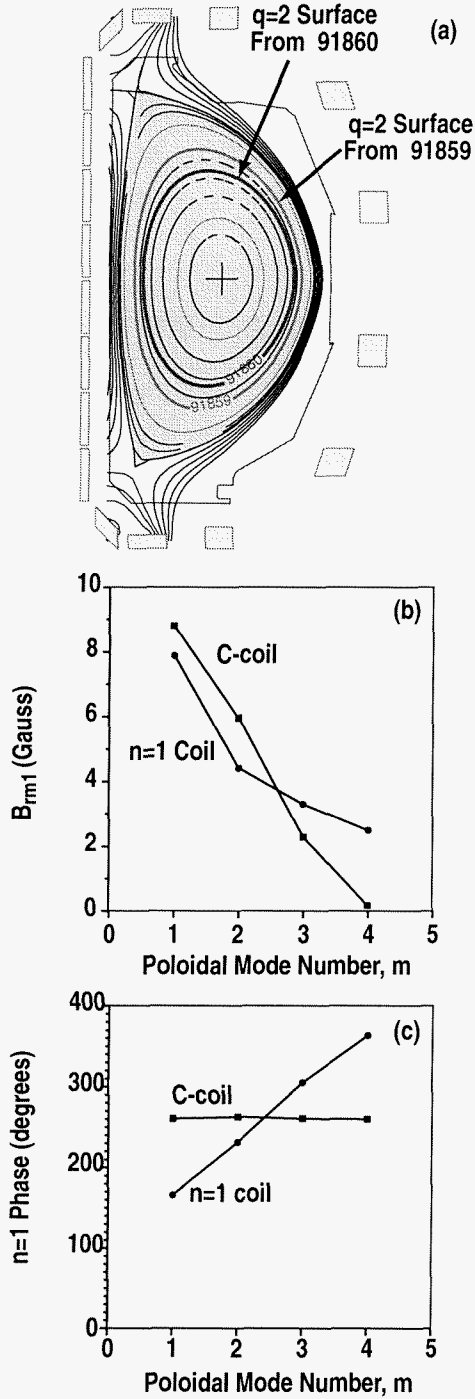 q=2 Surface
From 91860
(a)
q=2 Surface
From 91859
91860
91859
(b)
10
8
6
4
2
0
B_rm1 (Gauss)
C-coil
n=1 Coil
0 1 2 3 4 5
Poloidal Mode Number, m
(c)
400
300
200
100
0
n=1 Phase (degrees)
C-coil
n=1 coil
0 1 2 3 4 5
Poloidal Mode Number, m